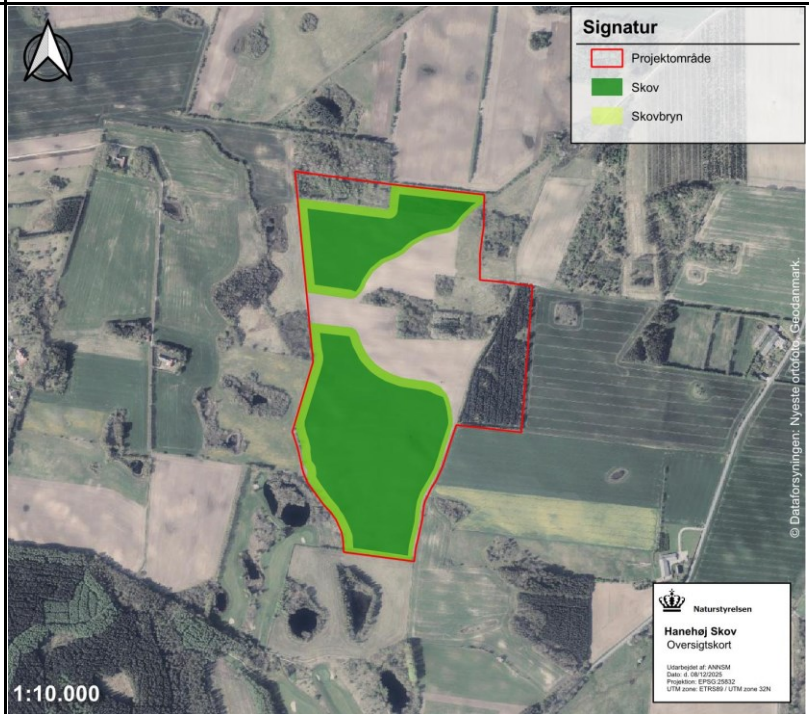 Signatur
Projektområde
Skov
Skovbryn
© Dataforsyningen: Nyeste ortofoto. Geodanmark.
Naturstyrelsen
Hanehøj Skov
Oversigtskort
Udarbejdet af: ANNSM
Dato: d. 08/12/2025
Projektion: EPSG:25832
UTM zone: ETRS89 / UTM zone 32N
1:10.000